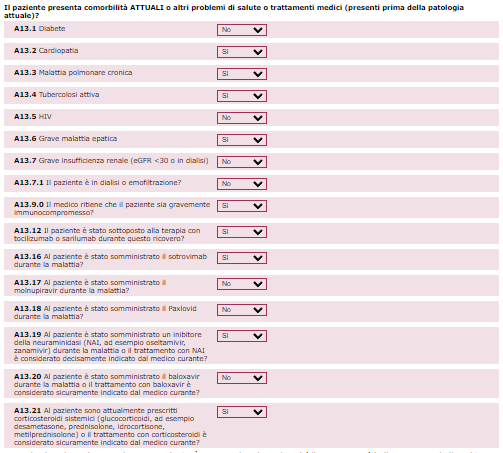 Il paziente presenta comorbilità ATTUALI o altri problemi di salute o trattamenti medici (presenti prima della patologia
attuale)?
A13.1 Diabete No
A13.2 Cardiopatia Sì
A13.3 Malattia polmonare cronica Sì
A13.4 Tubercolosi attiva Sì
A13.5 HIV No
A13.6 Grave malattia epatica Sì
A13.7 Grave insufficienza renale (eGFR <30 o in dialisi) No
A13.7.1 Il paziente è in dialisi o emofiltrazione? No
A13.9.0 Il medico ritiene che il paziente sia gravemente Sì
immunocompromesso?
A13.12 Il paziente è stato sottoposto alla terapia con Sì
tocilizumab o sarilumab durante questo ricovero?
A13.16 Al paziente è stato somministrato il sotrovimab Sì
durante la malattia?
A13.17 Al paziente è stato somministrato il No
molnupiravir durante la malattia?
A13.18 Al paziente è stato somministrato il Paxlovid No
durante la malattia?
A13.19 Al paziente è stato somministrato un inibitore Sì
della neuraminidasi (NAI, ad esempio oseltamivir,
zanamivir) durante la malattia o il trattamento con NAI
è considerato decisamente indicato dal medico curante?
A13.20 Al paziente è stato somministrato il baloxavir No
durante la malattia o il trattamento con baloxavir è
considerato sicuramente indicato dal medico curante?
A13.21 Al paziente sono attualmente prescritti Sì
corticosteroidi sistemici (glucocorticoidi, ad esempio
desametasone, prednisolone, idrocortisone,
metilprednisolone) o il trattamento con corticosteroidi è
considerato sicuramente indicato dal medico curante?